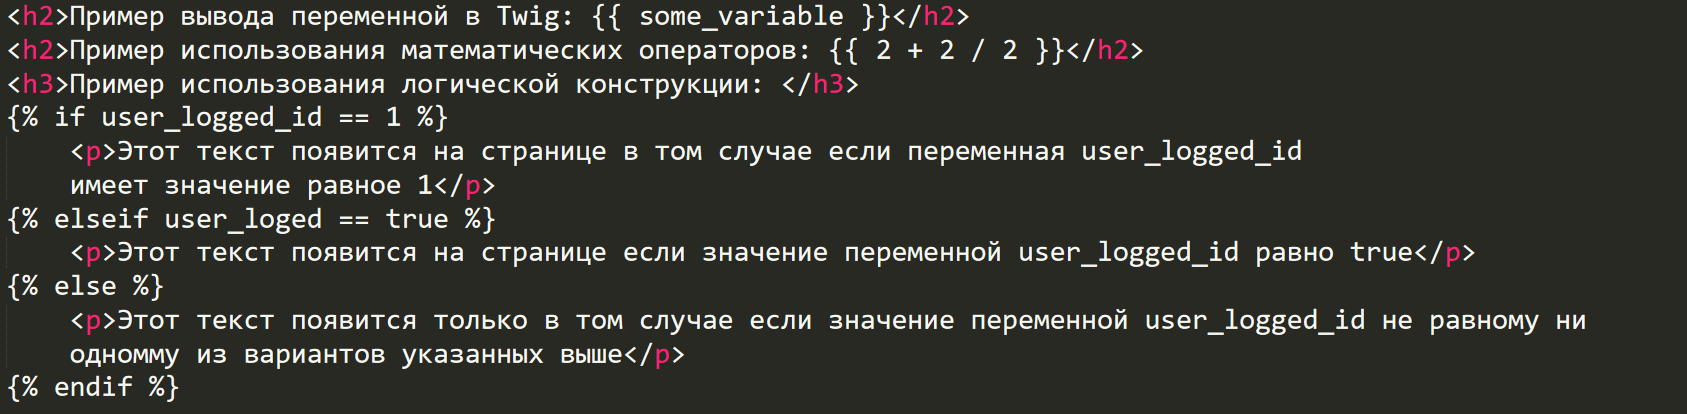 <h2>Пример вывода переменной в Twig: {{ some_variable }}</h2>
<h2>Пример использования математических операторов: {{ 2 + 2 / 2 }}</h2>
<h3>Пример использования логической конструкции: </h3>
{% if user_logged_id == 1 %}
    <p>Этот текст появится на странице в том случае если переменная user_logged_id
    имеет значение равное 1</p>
{% elseif user_loged == true %}
    <p>Этот текст появится на странице если значение переменной user_logged_id равно true</p>
{% else %}
    <p>Этот текст появится только в том случае если значение переменной user_logged_id не равному ни
    одномму из вариантов указанных выше</p>
{% endif %}